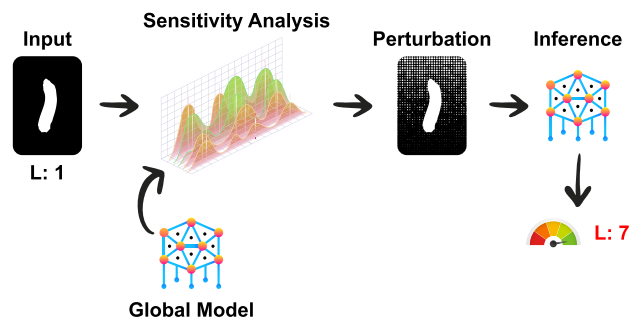 Input
Sensitivity Analysis
Perturbation
Inference
L: 1
L: 7
Global Model